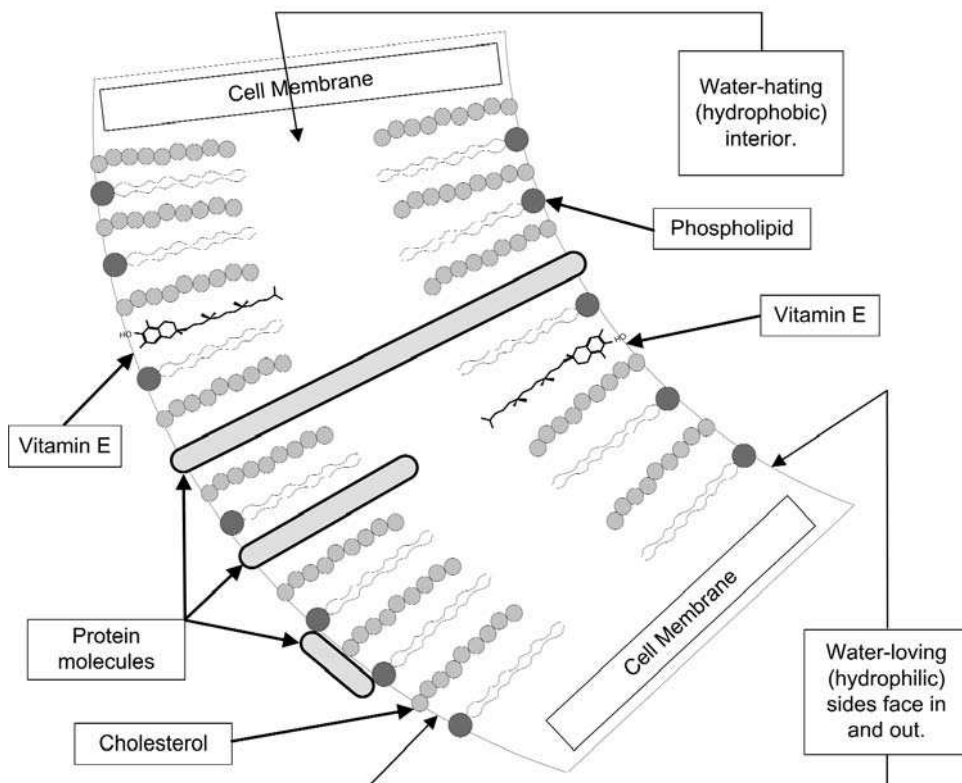 Cell Membrane
Water-hating
(hydrophobic)
interior.
Phospholipid
Vitamin E
HO
HO
Vitamin E
Cell Membrane
Protein
molecules
Water-loving
(hydrophilic)
sides face in
and out.
Cholesterol